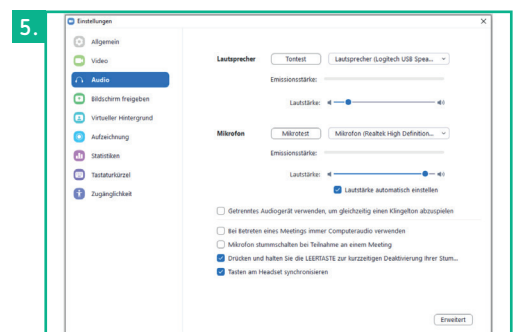 5.
Einstellungen
Allgemein
Video
Audio
Bildschirm freigeben
Virtueller Hintergrund
Aufzeichnung
Statistiken
Tastaturkürzel
Zugänglichkeit
Lautsprecher Tontest Lautsprecher (Logitech USB Spea...
Emissionsstärke:
Lautstärke:
Mikrofon Mikrotest Mikrofon (Realtek High Definition...
Emissionsstärke:
Lautstärke:
Lautstärke automatisch einstellen
Getrenntes Audiogerät verwenden, um gleichzeitig einen Klingelton abzuspielen
Bei Betreten eines Meetings immer Computeraudio verwenden
Mikrofon stummschalten bei Teilnahme an einem Meeting
Drücken und halten Sie die LEERTASTE zur kurzzeitigen Deaktivierung Ihrer Stum...
Tasten am Headset synchronisieren
Erweitert